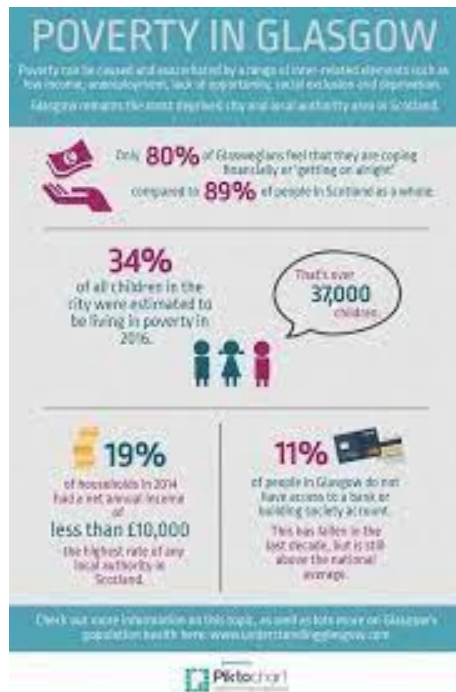 POVERTY IN GLASGOW
Poverty can be caused and exacerbated by a range of inter-related elements such as
low income, unemployment, lack of opportunity, social exclusion and deprivation.
Glasgow remains the most deprived city and local authority area in Scotland.
Only 80% of Glaswegians feel that they are coping
financially or 'getting on alright'
compared to 89% of people in Scotland as a whole.
34%
of all children in the
city were estimated to
be living in poverty in
2016.
That's over
37,000
children.
19%
of households in 2014
had a net annual income
of
less than £10,000
the highest rate of any
local authority in
Scotland.
11%
of people in Glasgow do not
have access to a bank or
building society account.
This has fallen in the
last decade, but is still
above the national
average.
Check out more information on this topic, as well as lots more on Glasgow's
population health here: www.understandingglasgow.com
Piktochart